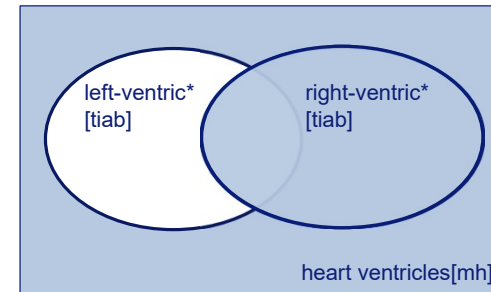 left-ventric*
[tiab]
right-ventric*
[tiab]
heart ventricles[mh]